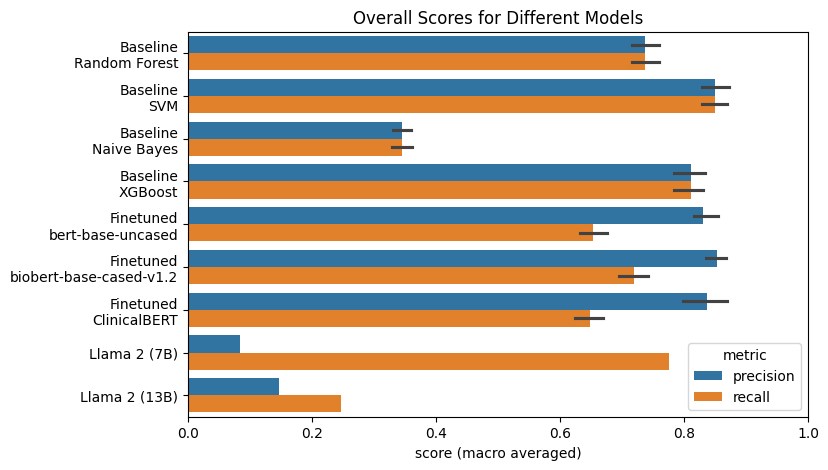 Overall Scores for Different Models
Baseline
Random Forest
Baseline
SVM
Baseline
Naive Bayes
Baseline
XGBoost
Finetuned
bert-base-uncased
Finetuned
biobert-base-cased-v1.2
Finetuned
ClinicalBERT
Llama 2 (7B)
Llama 2 (13B)
metric
precision
recall
0.0 0.2 0.4 0.6 0.8 1.0
score (macro averaged)